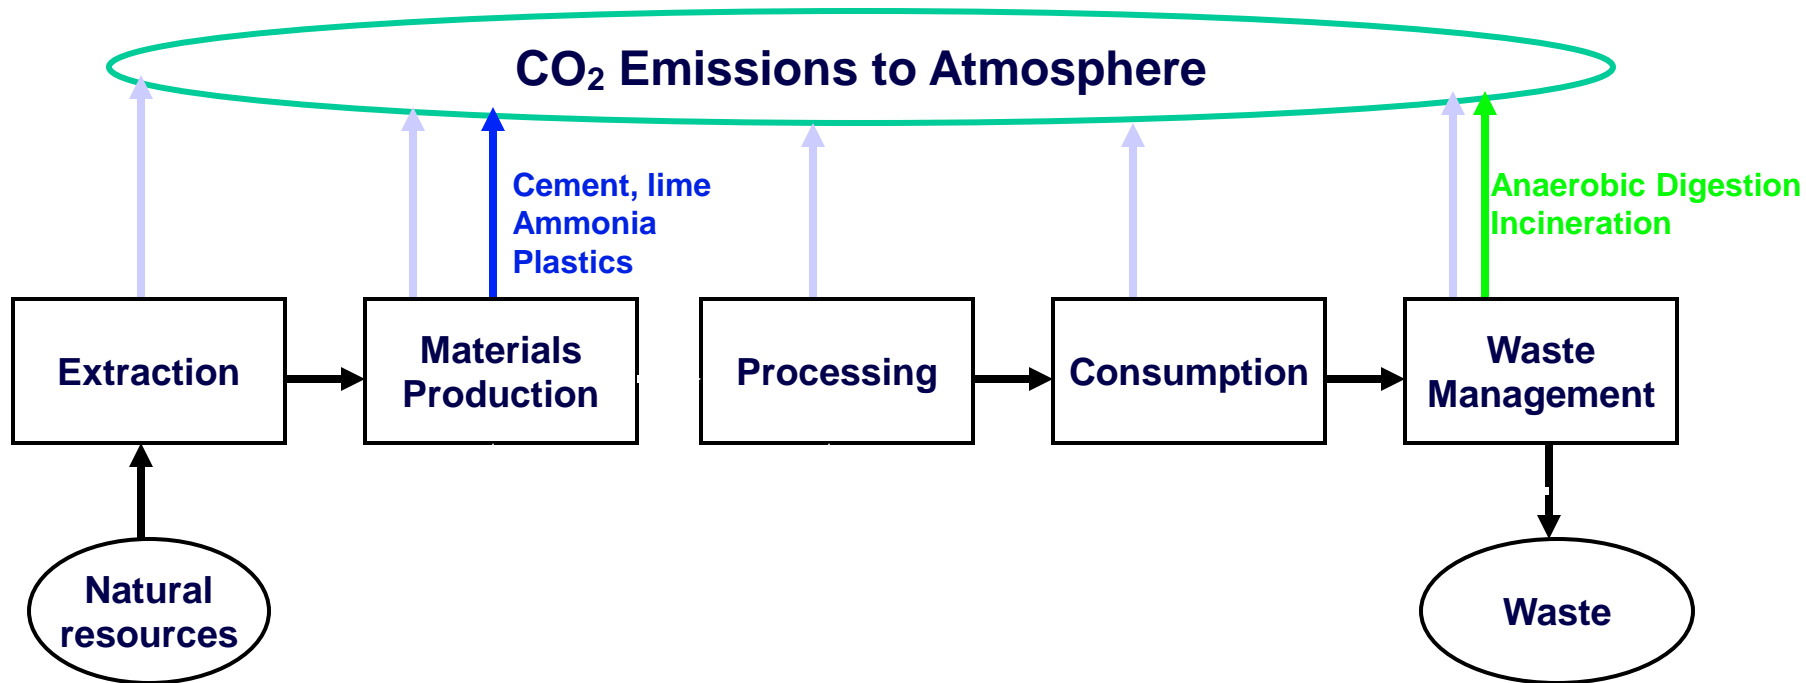 CO₂ Emissions to Atmosphere
Cement, lime
Ammonia
Plastics
Anaerobic Digestion
Incineration
Extraction
Materials
Production
Processing
Consumption
Waste
Management
Natural
resources
Waste